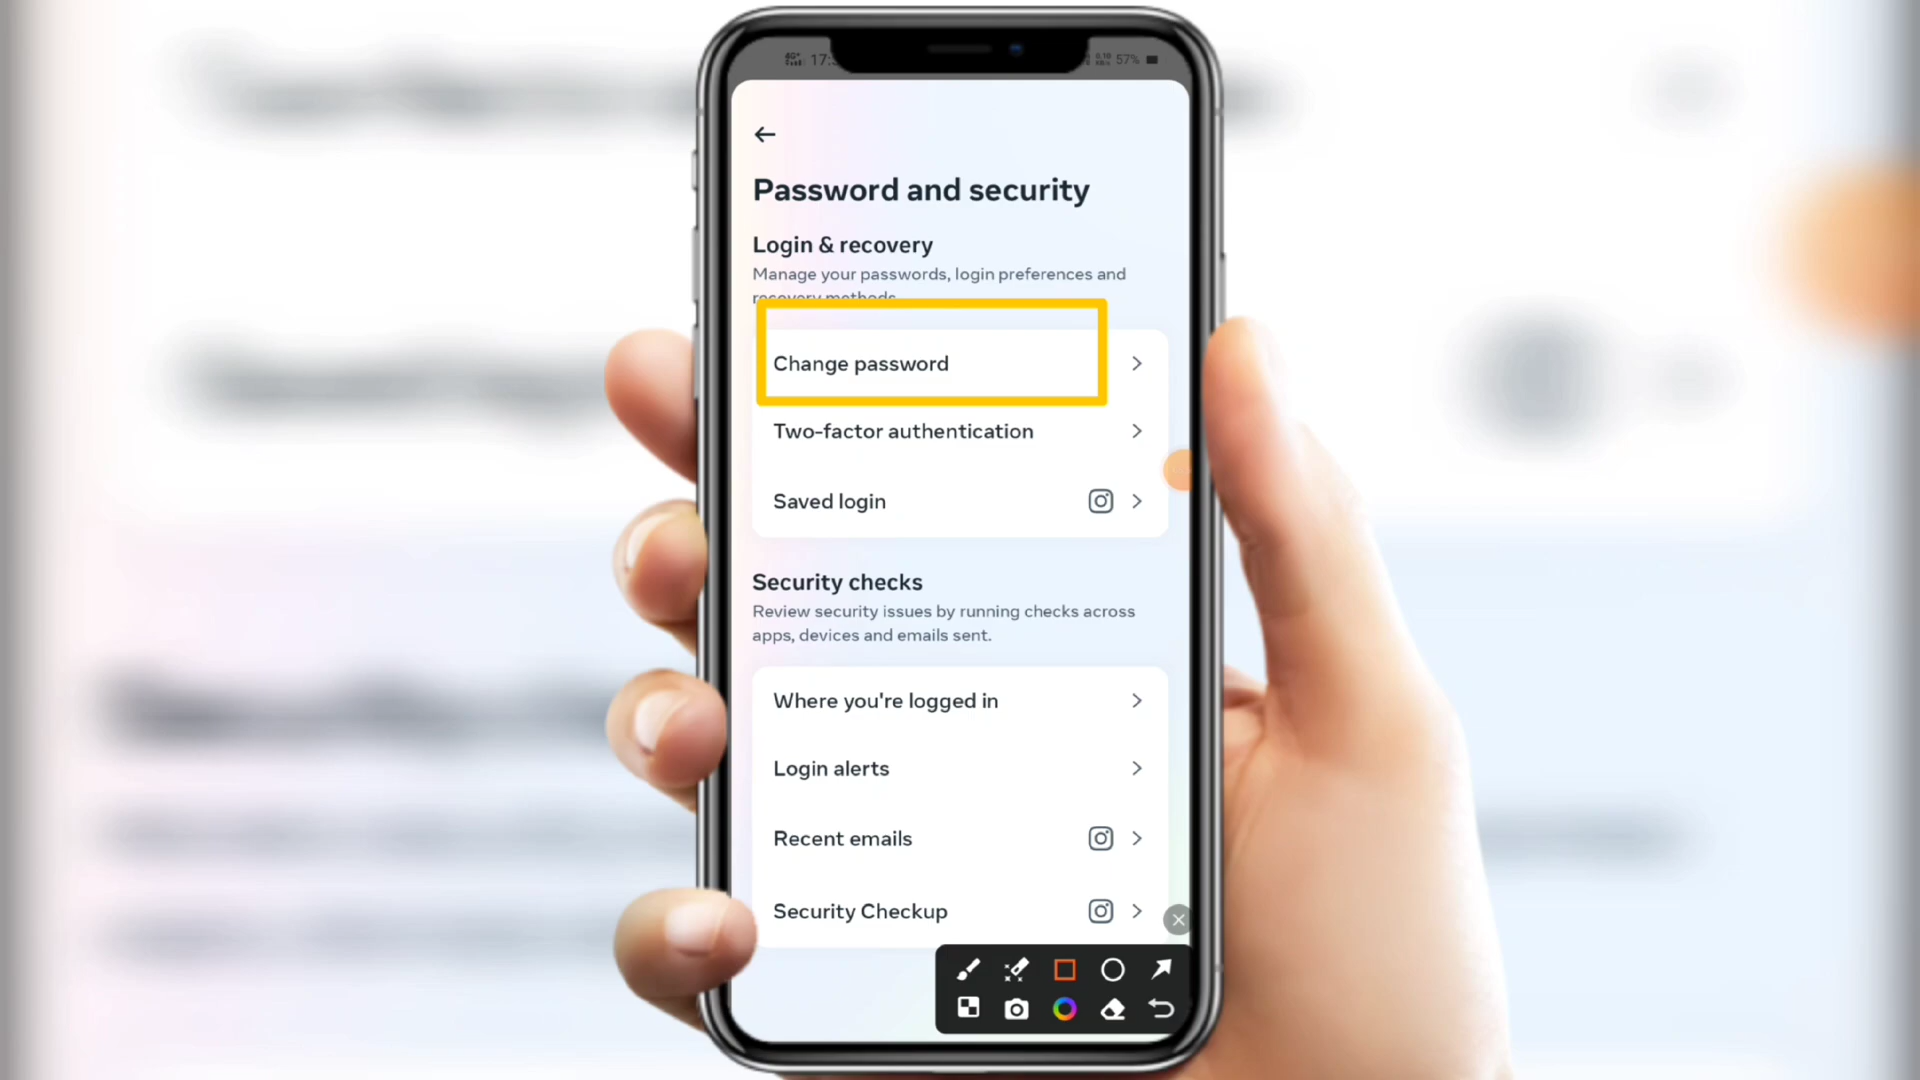 57%
Password and security
Login & recovery
Manage your passwords, login preferences and
recovery methods.
Change password
Two-factor authentication
Saved login
Security checks
Review security issues by running checks across
apps, devices and emails sent.
Where you're logged in
Login alerts
Recent emails
Security Checkup